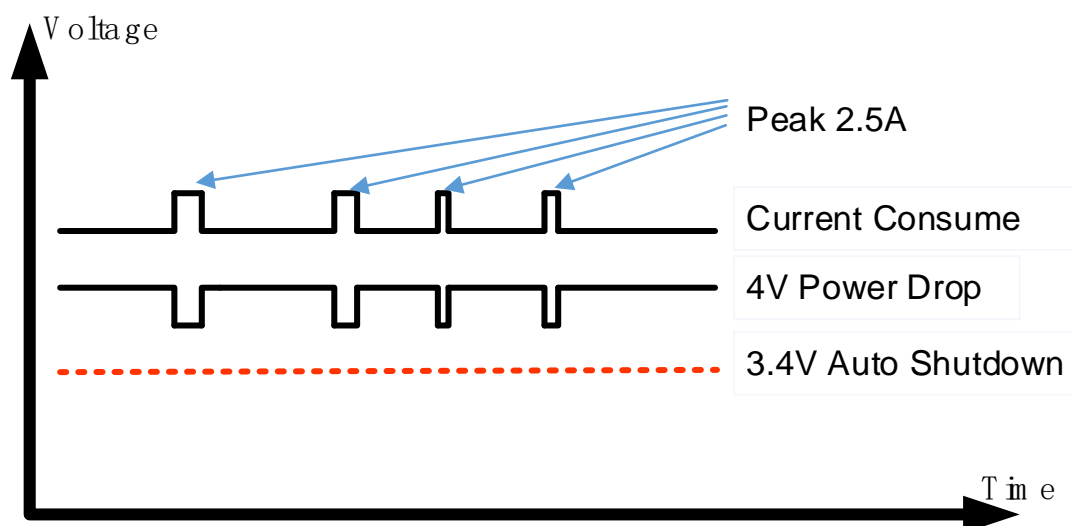 Voltage
Peak 2.5A
Current Consume
4V Power Drop
3.4V Auto Shutdown
Time